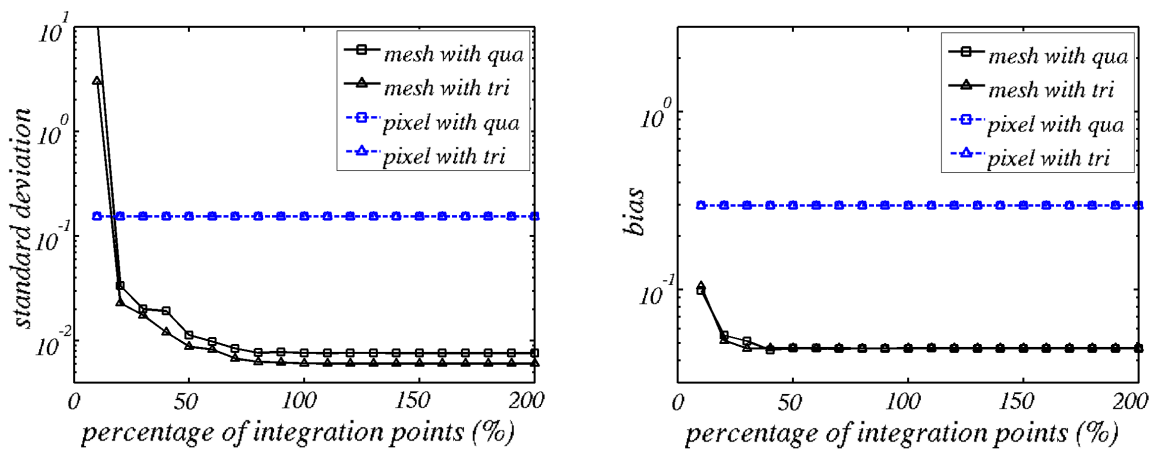 10^1
10^0
10^-1
10^-2
standard deviation
0
50
100
150
200
percentage of integration points (%)
mesh with qua
mesh with tri
pixel with qua
pixel with tri
10^0
10^-1
bias
0
50
100
150
200
percentage of integration points (%)
mesh with qua
mesh with tri
pixel with qua
pixel with tri